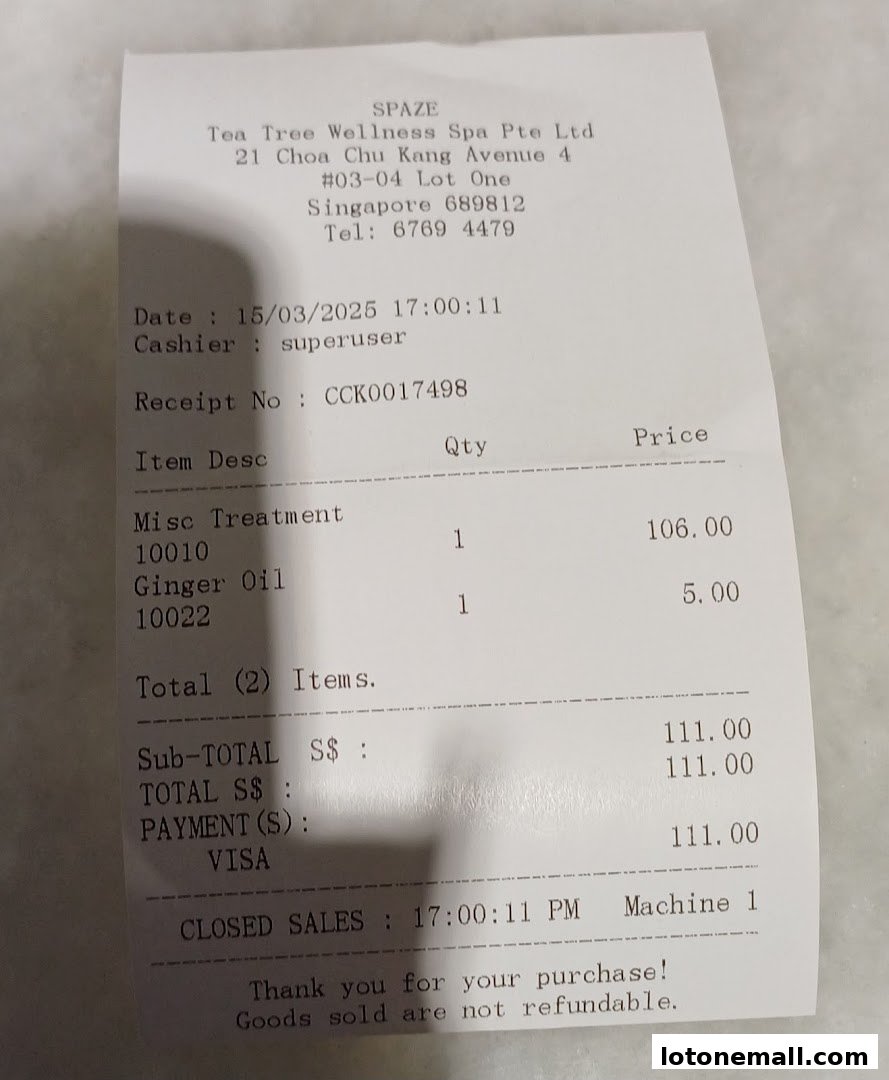 SPAZE
Tea Tree Wellness Spa Pte Ltd
21 Choa Chu Kang Avenue 4
#03-04 Lot One
Singapore 689812
Tel: 6769 4479
Date : 15/03/2025 17:00:11
Cashier : superuser
Receipt No : CCK0017498
Item Desc Qty Price
Misc Treatment
10010 1 106.00
Ginger Oil
10022 1 5.00
Total (2) Items.
Sub-TOTAL S$ : 111.00
TOTAL S$ : 111.00
PAYMENT(S):
VISA 111.00
CLOSED SALES : 17:00:11 PM Machine 1
Thank you for your purchase!
Goods sold are not refundable.
lotonemall.com